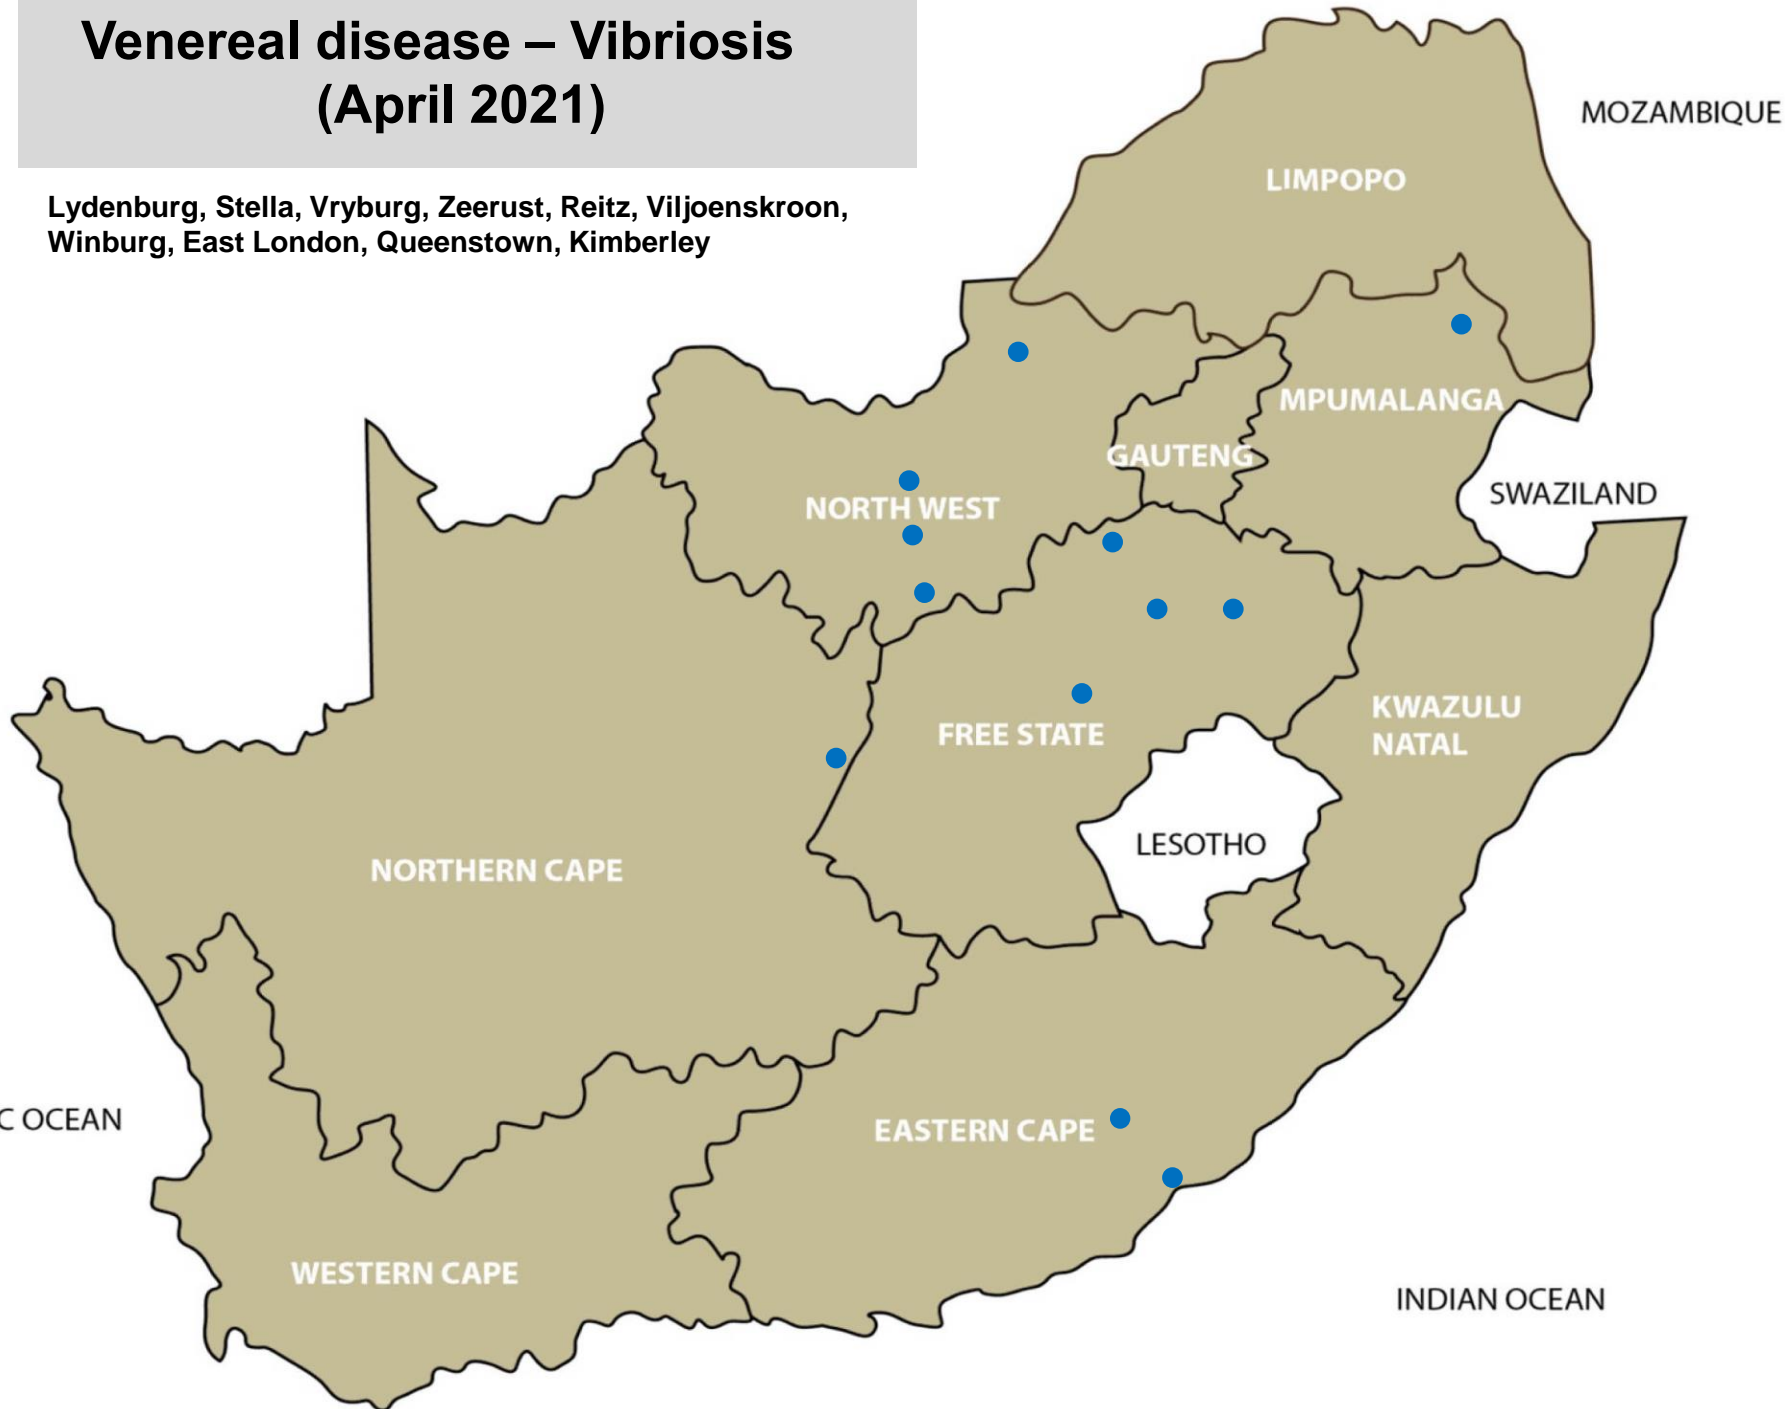 Venereal disease – Vibriosis
(April 2021)
Lydenburg, Stella, Vryburg, Zeerust, Reitz, Viljoenskroon,
Winburg, East London, Queenstown, Kimberley
MOZAMBIQUE
LIMPOPO
MPUMALANGA
GAUTENG
SWAZILAND
NORTH WEST
KWAZULU
NATAL
FREE STATE
LESOTHO
NORTHERN CAPE
C OCEAN
EASTERN CAPE
WESTERN CAPE
INDIAN OCEAN